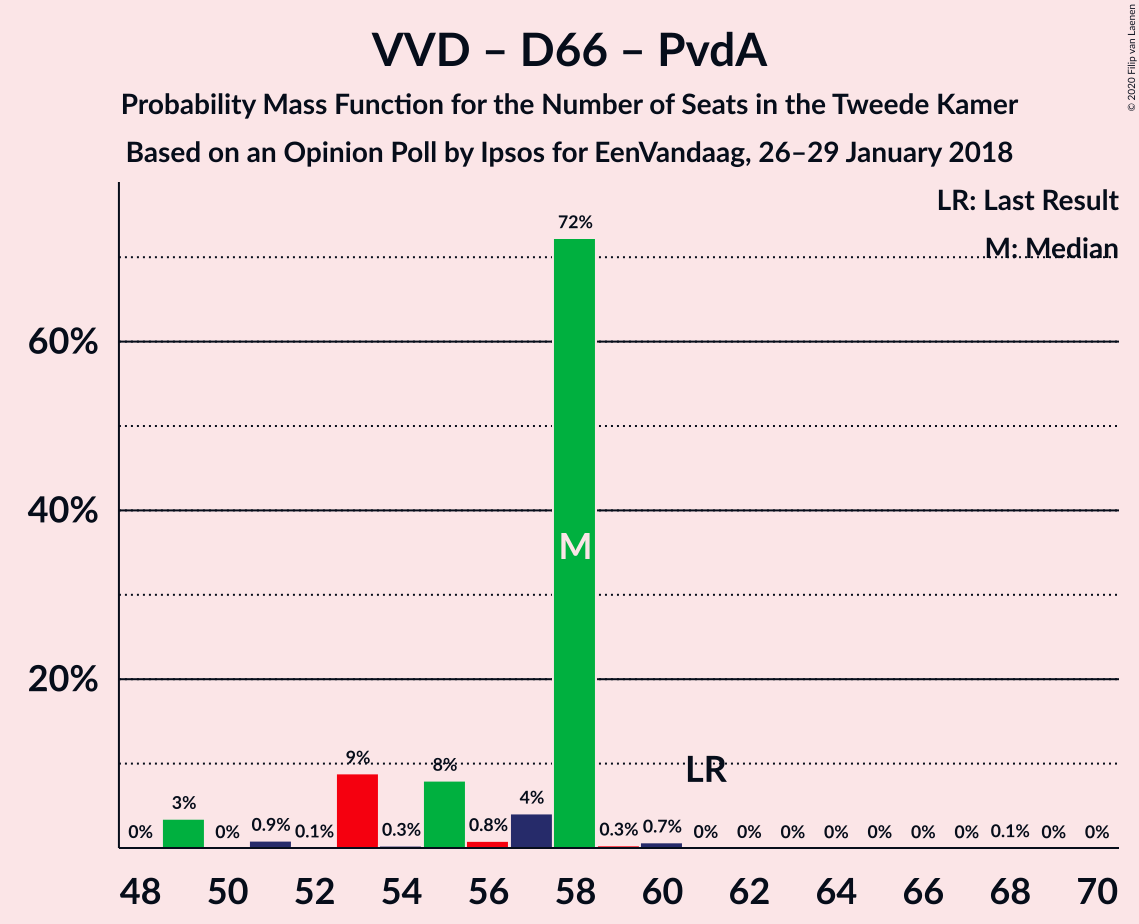 VVD – D66 – PvdA
Probability Mass Function for the Number of Seats in the Tweede Kamer
Based on an Opinion Poll by Ipsos for EenVandaag, 26–29 January 2018
© 2020 Filip van Laenen
LR: Last Result
M: Median
60%
40%
20%
0% 3% 0% 0.9% 0.1% 9% 0.3% 8% 0.8% 4% 72% 0.3% 0.7% 0% 0% 0% 0% 0% 0% 0% 0.1% 0% 0%
M
LR
48 50 52 54 56 58 60 62 64 66 68 70